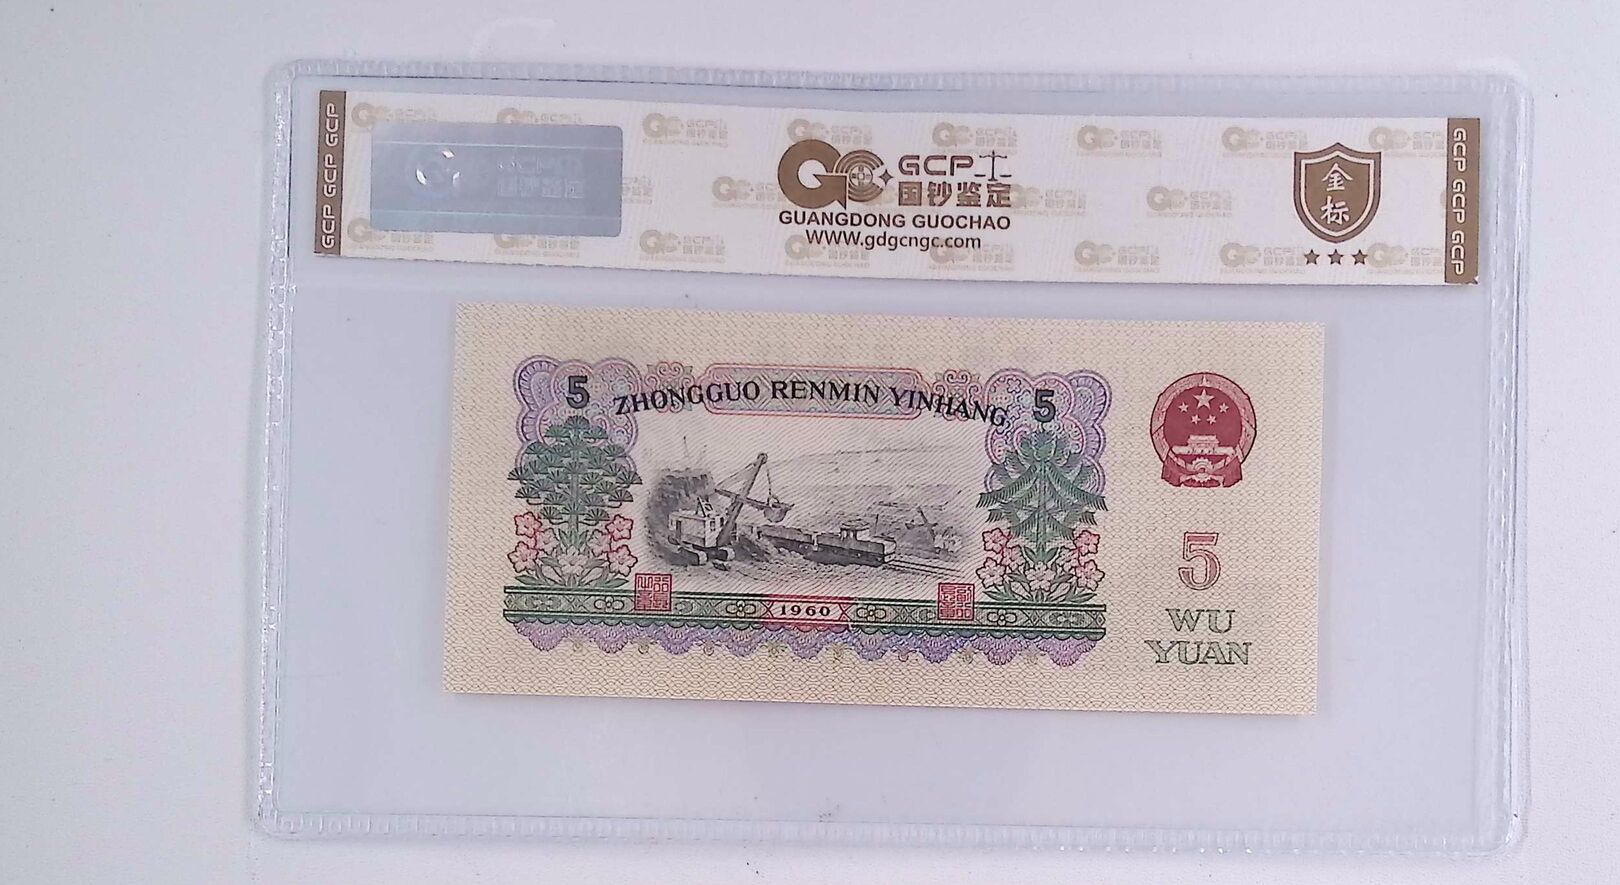 GCP GCP GCP
GCP
国钞鉴定
GUANGDONG GUOCHAO
WWW.gdgcngc.com
金
标
GCP GCP GCP
5
ZHONGGUO RENMIN YINHANG
5
1960
5
WU
YUAN